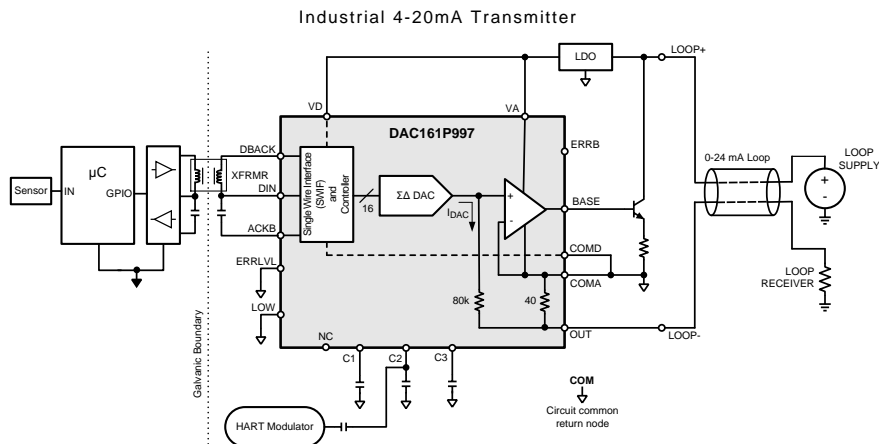 Industrial 4-20mA Transmitter
LDO
LOOP+
VD
VA
DAC161P997
DBACK
ERRB
XFRMR
µC
GPIO
Sensor
IN
DIN
Single Wire Interface
(SWIF)
and
Controller
16
ΣΔ DAC
IDAC
+
-
BASE
0-24 mA Loop
LOOP
SUPPLY
+
-
ACKB
COMD
ERRLVL
COMA
80k
40
LOOP
RECEIVER
LOW
OUT
LOOP-
NC
C1
C2
C3
Galvanic Boundary
COM
Circuit common
return node
HART Modulator